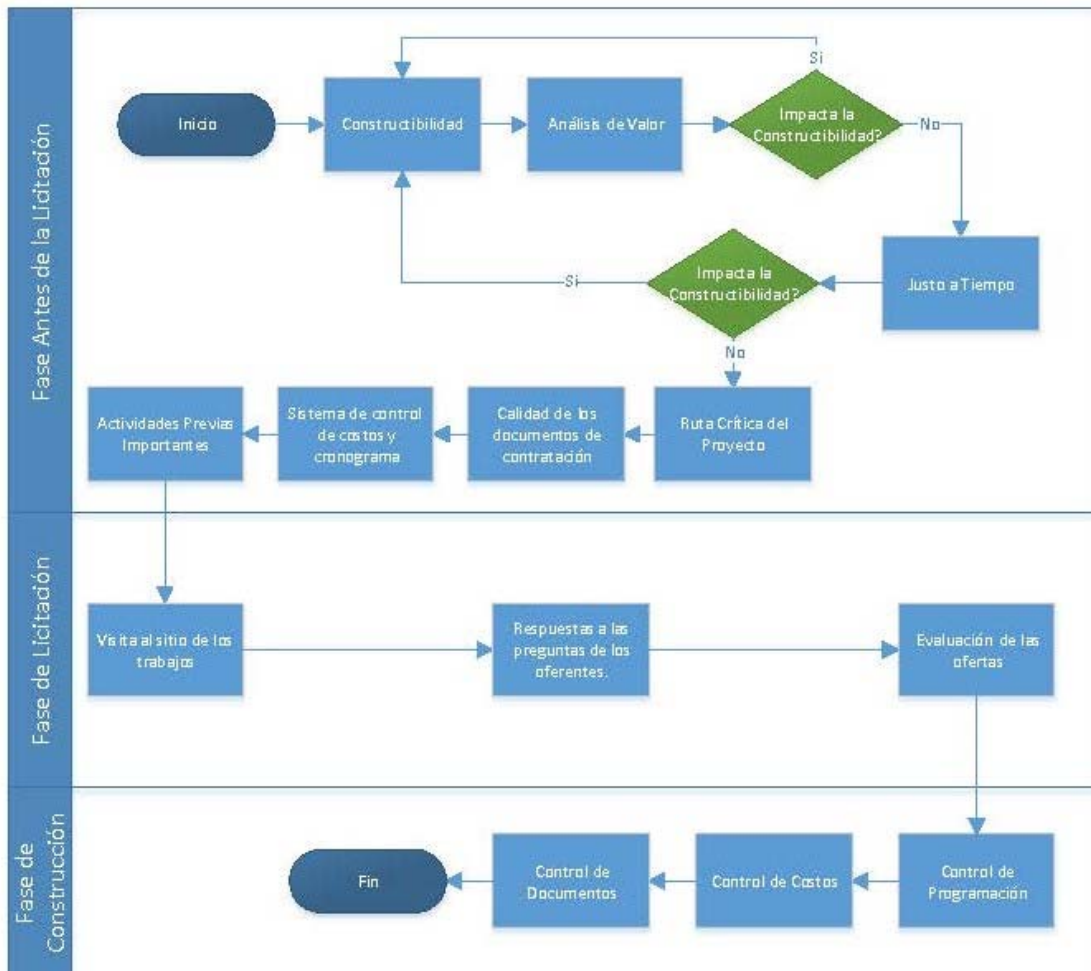 Fase Antes de la Licitación
Si
Inicio
Constructibilidad
Análisis de Valor
Impacta la
Constructibilidad?
No
Si
Impacta la
Constructibilidad?
Justo a Tiempo
No
Actividades Previas
Importantes
Sistema de control
de costos y
cronograma
Calidad de los
documentos de
contratación
Ruta Crítica del
Proyecto
Fase de Licitación
Visita al sitio de los
trabajos
Respuestas a las
preguntas de los
oferentes.
Evaluación de las
ofertas
Fase de
Construcción
Fin
Control de
Documentos
Control de Costos
Control de
Programación